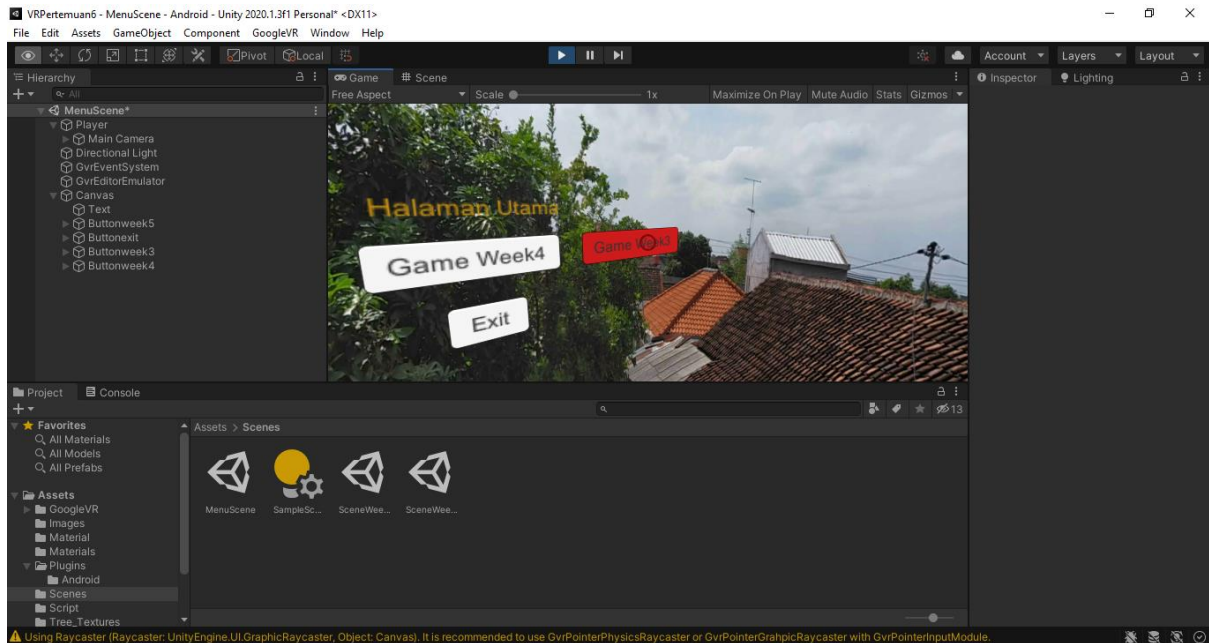 VRPertemuan6 - MenuScene - Android - Unity 2020.1.3f1 Personal* <DX11>
File Edit Assets GameObject Component GoogleVR Window Help
Pivot Local Account Layers Layout
Hierarchy
All
MenuScene*
Player
Main Camera
Directional Light
GvrEventSystem
GvrEditorEmulator
Canvas
Text
Buttonweek5
Buttonexit
Buttonweek3
Buttonweek4
Game Scene
Free Aspect Scale 1x Maximize On Play Mute Audio Stats Gizmos
Halaman Utama
Game Week4
Game Week3
Exit
Inspector Lighting
Project Console
13
Favorites
All Materials
All Models
All Prefabs
Assets
GoogleVR
Images
Material
Materials
Plugins
Android
Scenes
Script
Tree_Textures
Assets > Scenes
MenuScene SampleSc... SceneWee... SceneWee...
Using Raycaster (Raycaster: UnityEngine.UI.GraphicRaycaster, Object: Canvas). It is recommended to use GvrPointerPhysicsRaycaster or GvrPointerGrahpicRaycaster with GvrPointerInputModule.